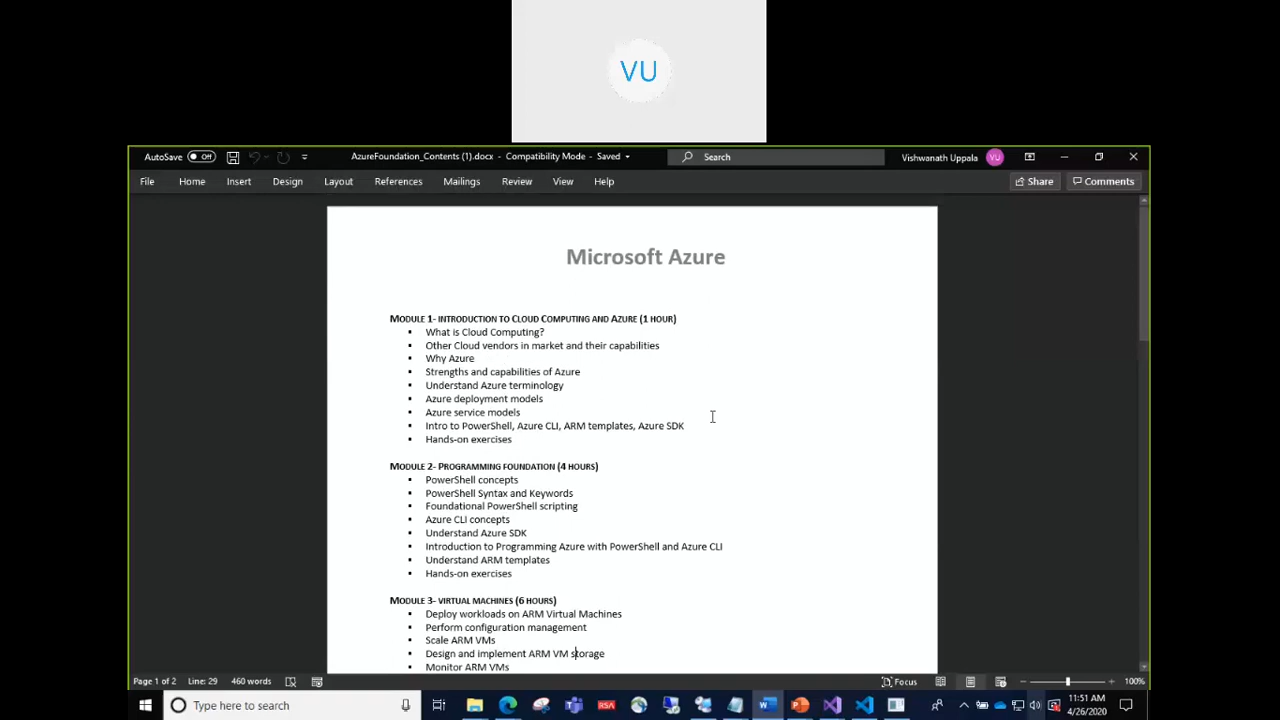 VU
AutoSave Off
AzureFoundation_Contents (1).docx - Compatibility Mode - Saved
Search
Vishwanath Uppala VU
File Home Insert Design Layout References Mailings Review View Help
Share Comments
Microsoft Azure
MODULE 1- INTRODUCTION TO CLOUD COMPUTING AND AZURE (1 HOUR)
▪ What is Cloud Computing?
▪ Other Cloud vendors in market and their capabilities
▪ Why Azure
▪ Strengths and capabilities of Azure
▪ Understand Azure terminology
▪ Azure deployment models
▪ Azure service models
▪ Intro to PowerShell, Azure CLI, ARM templates, Azure SDK
▪ Hands-on exercises
MODULE 2- PROGRAMMING FOUNDATION (4 HOURS)
▪ PowerShell concepts
▪ PowerShell Syntax and Keywords
▪ Foundational PowerShell scripting
▪ Azure CLI concepts
▪ Understand Azure SDK
▪ Introduction to Programming Azure with PowerShell and Azure CLI
▪ Understand ARM templates
▪ Hands-on exercises
MODULE 3- VIRTUAL MACHINES (6 HOURS)
▪ Deploy workloads on ARM Virtual Machines
▪ Perform configuration management
▪ Scale ARM VMs
▪ Design and implement ARM VM storage
▪ Monitor ARM VMs
Page 1 of 2 Line: 29 460 words
Focus
100%
Type here to search
RSA
11:51 AM
4/26/2020